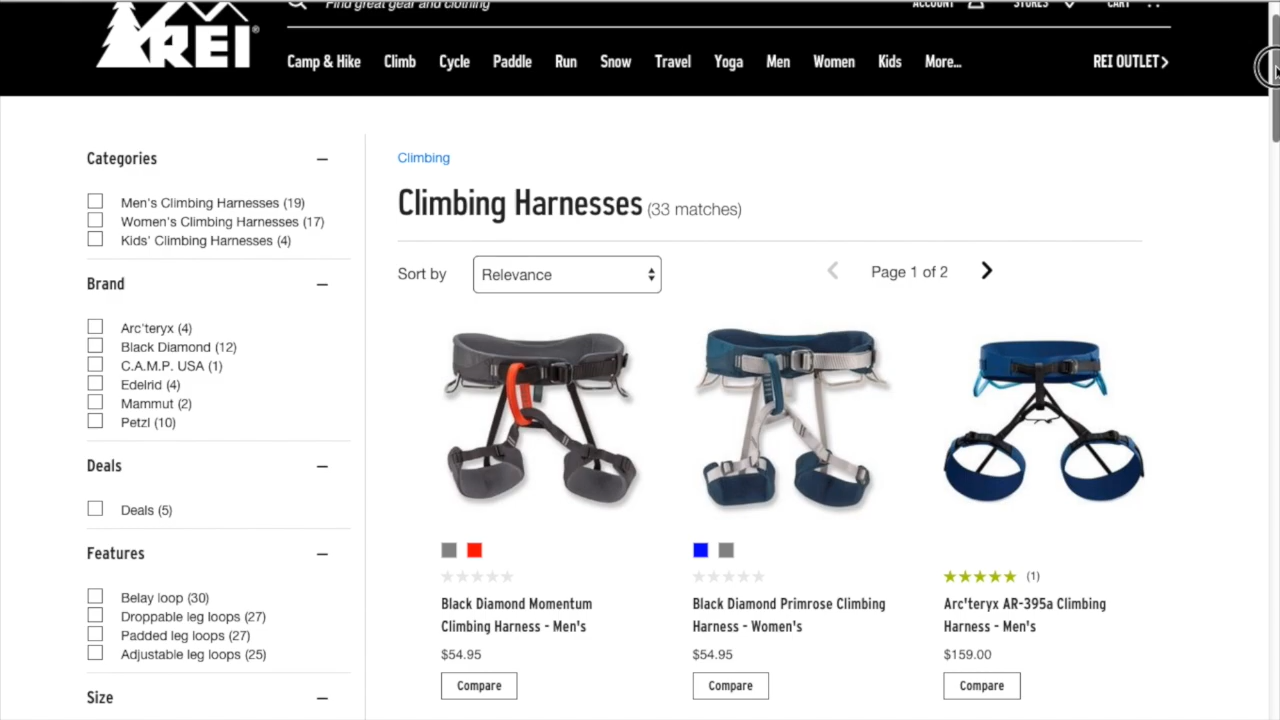 Find great gear and clothing
ACCOUNT
STORES
CART
REI®
Camp & Hike
Climb
Cycle
Paddle
Run
Snow
Travel
Yoga
Men
Women
Kids
More...
REI OUTLET
Categories
Men's Climbing Harnesses (19)
Women's Climbing Harnesses (17)
Kids' Climbing Harnesses (4)
Brand
Arc'teryx (4)
Black Diamond (12)
C.A.M.P. USA (1)
Edelrid (4)
Mammut (2)
Petzl (10)
Deals
Deals (5)
Features
Belay loop (30)
Droppable leg loops (27)
Padded leg loops (27)
Adjustable leg loops (25)
Size
Climbing
Climbing Harnesses (33 matches)
Sort by
Relevance
Page 1 of 2
Black Diamond Momentum
Climbing Harness - Men's
$54.95
Compare
Black Diamond Primrose Climbing
Harness - Women's
$54.95
Compare
(1)
Arc'teryx AR-395a Climbing
Harness - Men's
$159.00
Compare